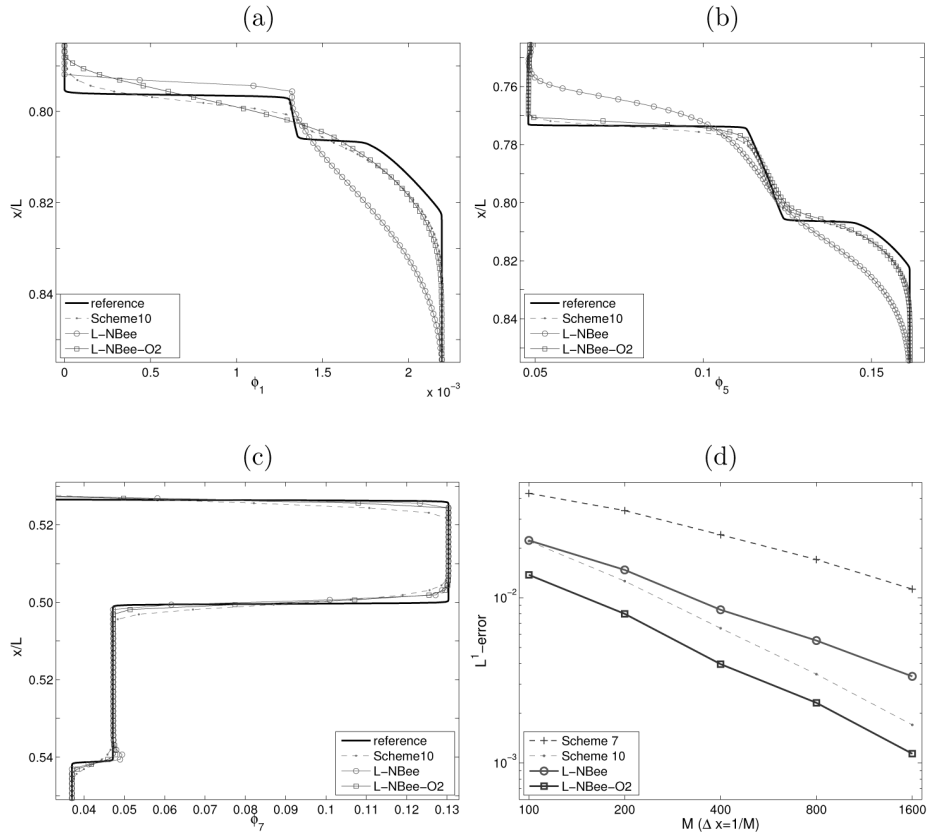 (a)
0.80
0.82
0.84
x/L
reference
Scheme10
L-NBee
L-NBee-O2
0 0.5 1 1.5 2
x 10⁻³
ϕ₁
(b)
0.76
0.78
0.80
0.82
0.84
x/L
reference
Scheme10
L-NBee
L-NBee-O2
0.05 0.1 0.15
ϕ₅
(c)
0.52
0.50
0.52
0.54
x/L
reference
Scheme10
L-NBee
L-NBee-O2
0.04 0.05 0.06 0.07 0.08 0.09 0.1 0.11 0.12 0.13
ϕ₇
(d)
10⁻²
10⁻³
L¹-error
Scheme 7
Scheme 10
L-NBee
L-NBee-O2
100 200 400 800 1600
M (Δ x=1/M)